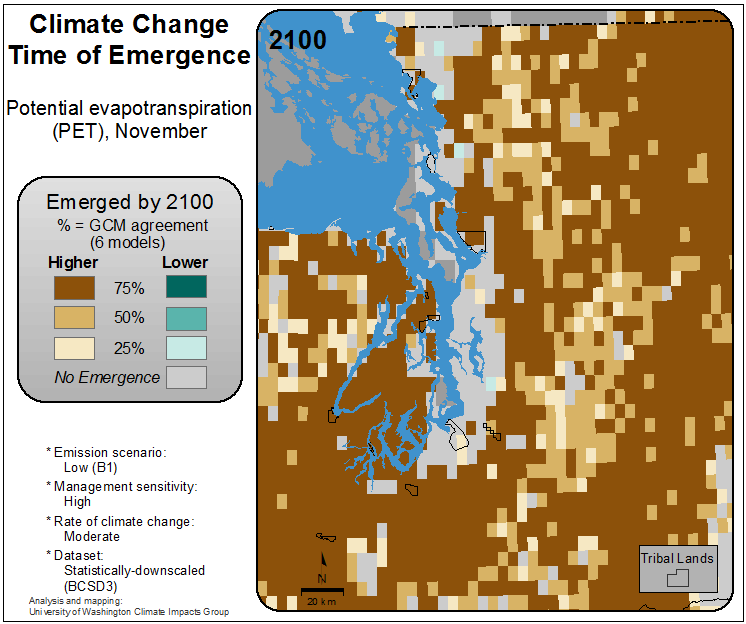 Climate Change
Time of Emergence
Potential evapotranspiration
(PET), November
Emerged by 2100
% = GCM agreement
(6 models)
Higher Lower
75%
50%
25%
No Emergence
* Emission scenario:
Low (B1)
* Management sensitivity:
High
* Rate of climate change:
Moderate
* Dataset:
Statistically-downscaled
(BCSD3)
Analysis and mapping:
University of Washington Climate Impacts Group
2100
N
20 km
Tribal Lands